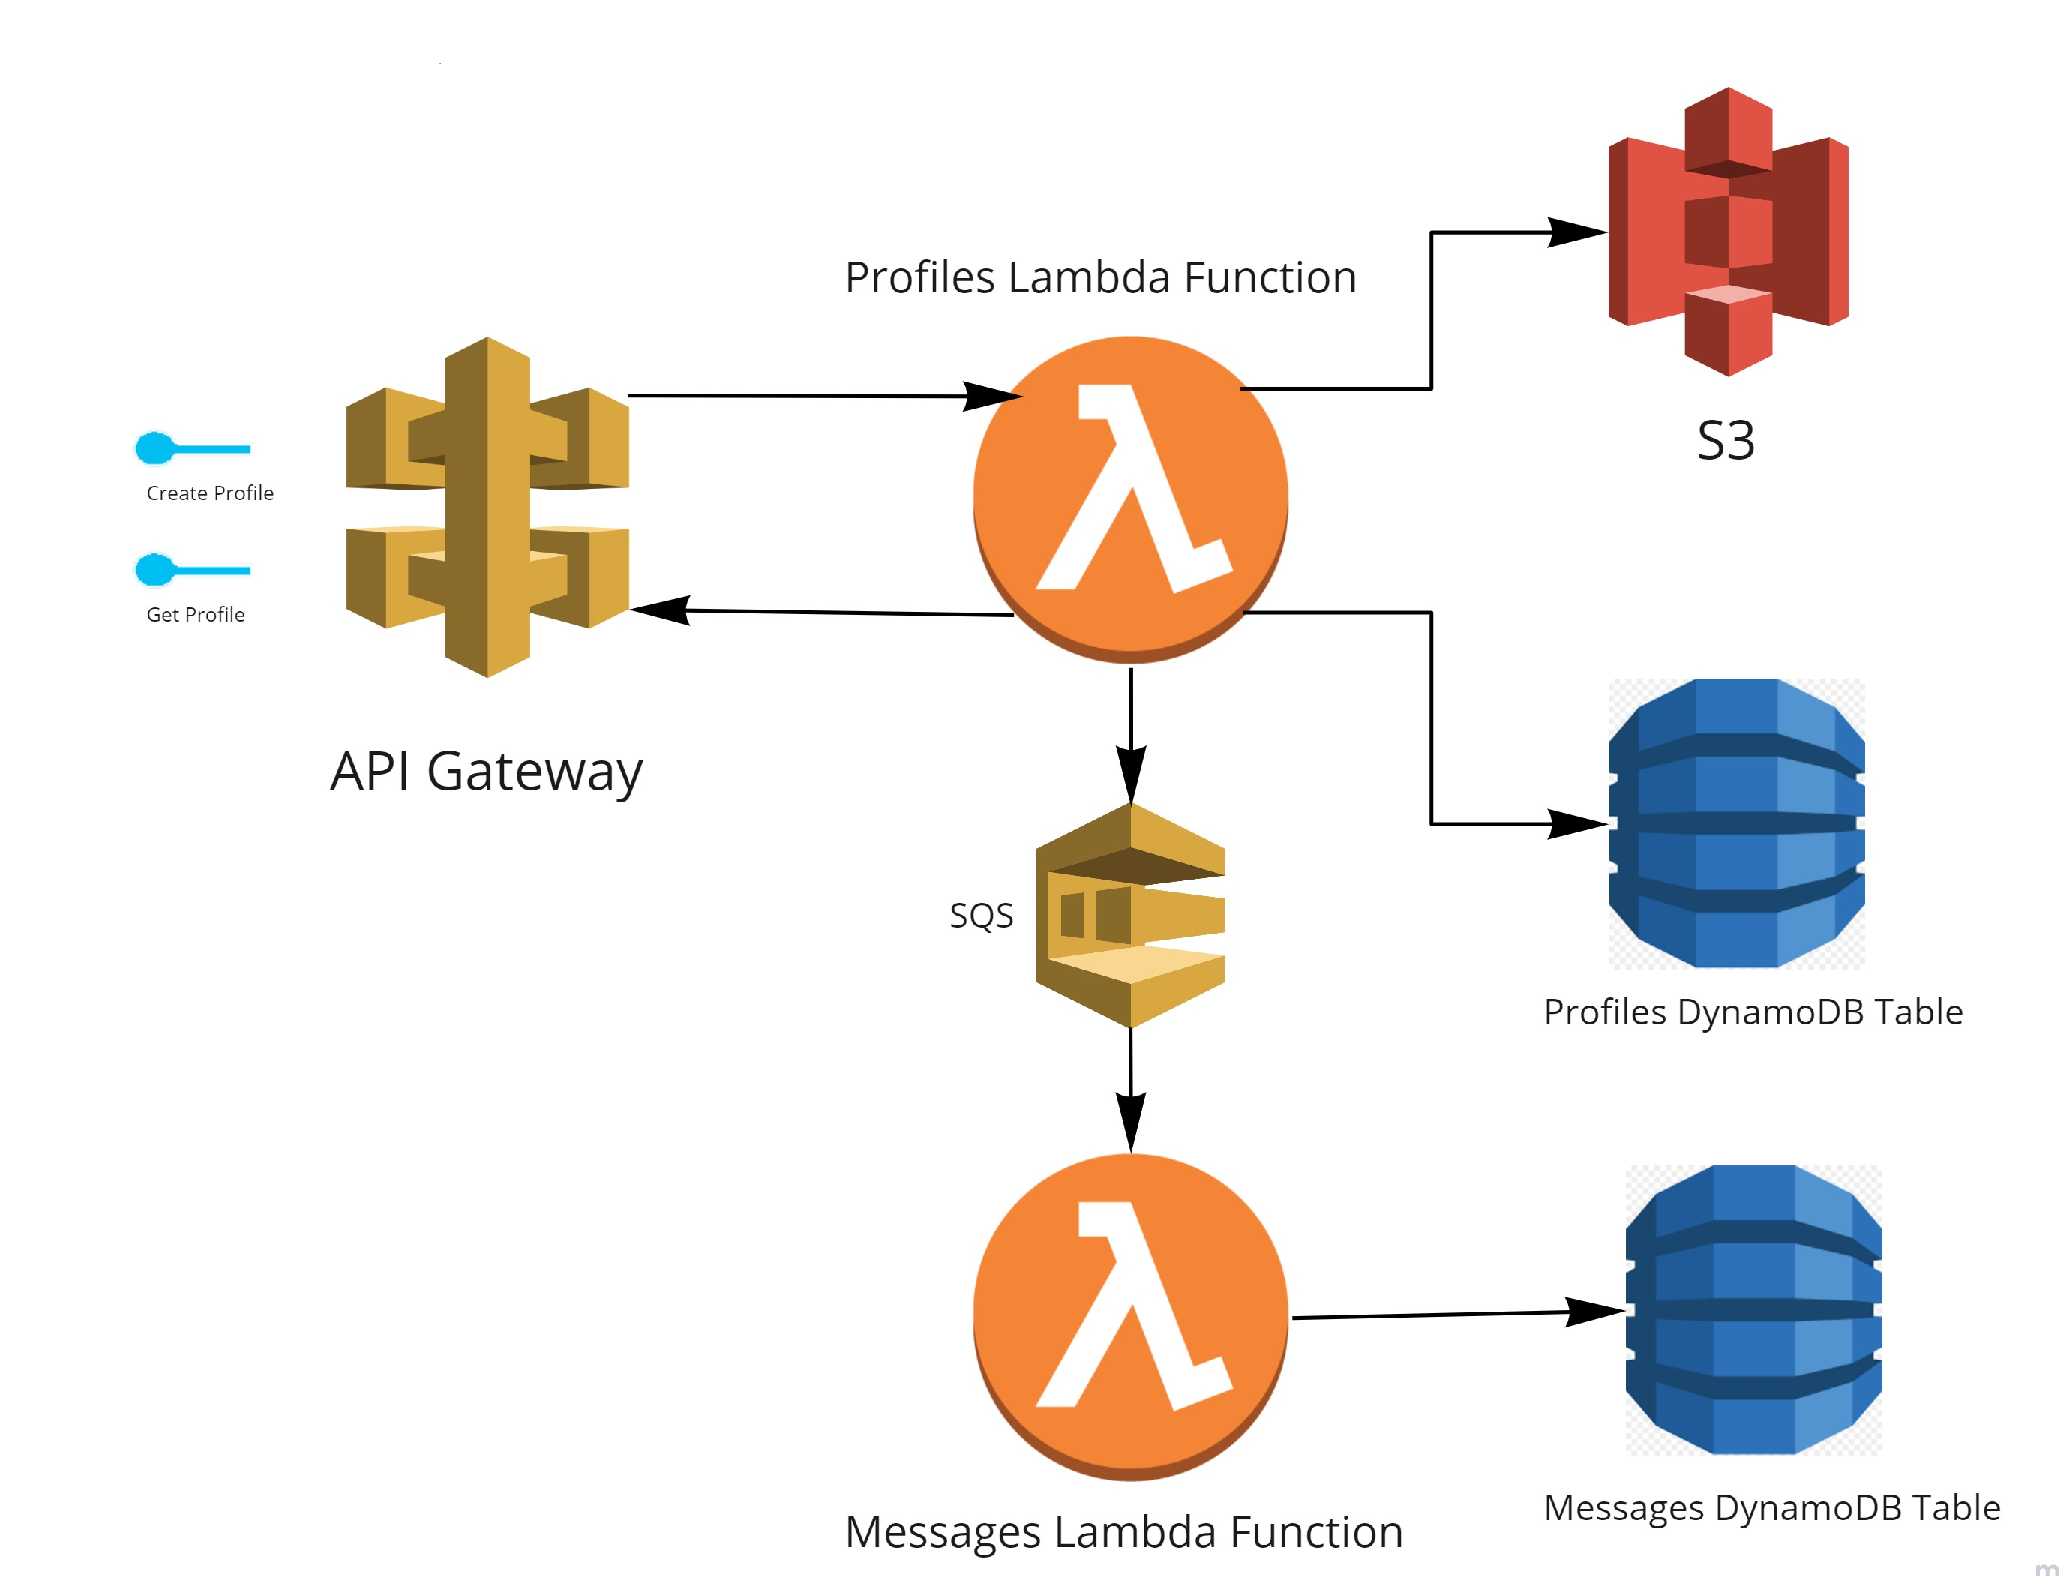 Profiles Lambda Function
S3
Create Profile
Get Profile
API Gateway
SQS
Profiles DynamoDB Table
Messages DynamoDB Table
Messages Lambda Function
m